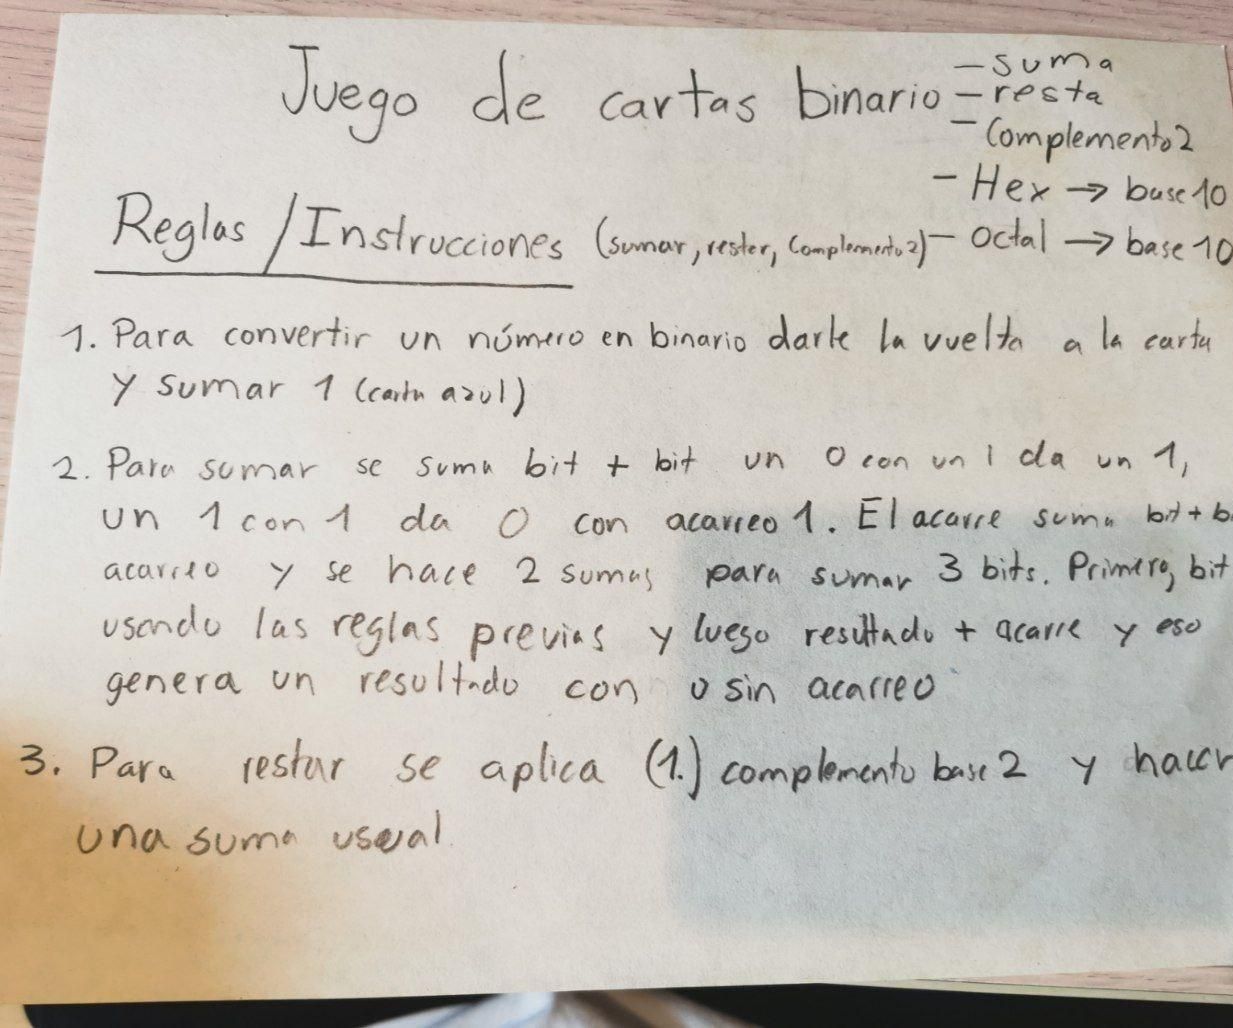 Juego de cartas binario
- suma
- resta
- Complemento 2
- Hex → base 10
- Octal → base 10
Reglas / Instrucciones (sumar, rester, Complemento 2)
1. Para convertir un número en binario darle la vuelta a la carta
y sumar 1 (carta azul)
2. Para sumar se suma bit + bit un 0 con un 1 da un 1,
un 1 con 1 da 0 con acarreo 1. El acarre suma bit + b
acarreo y se hace 2 sumas para sumar 3 bits. Primero, bit
usando las reglas previas y luego resultado + acarre y eso
genera un resultado con o sin acarreo
3. Para restar se aplica (1.) complemento base 2 y hacer
una suma usual.